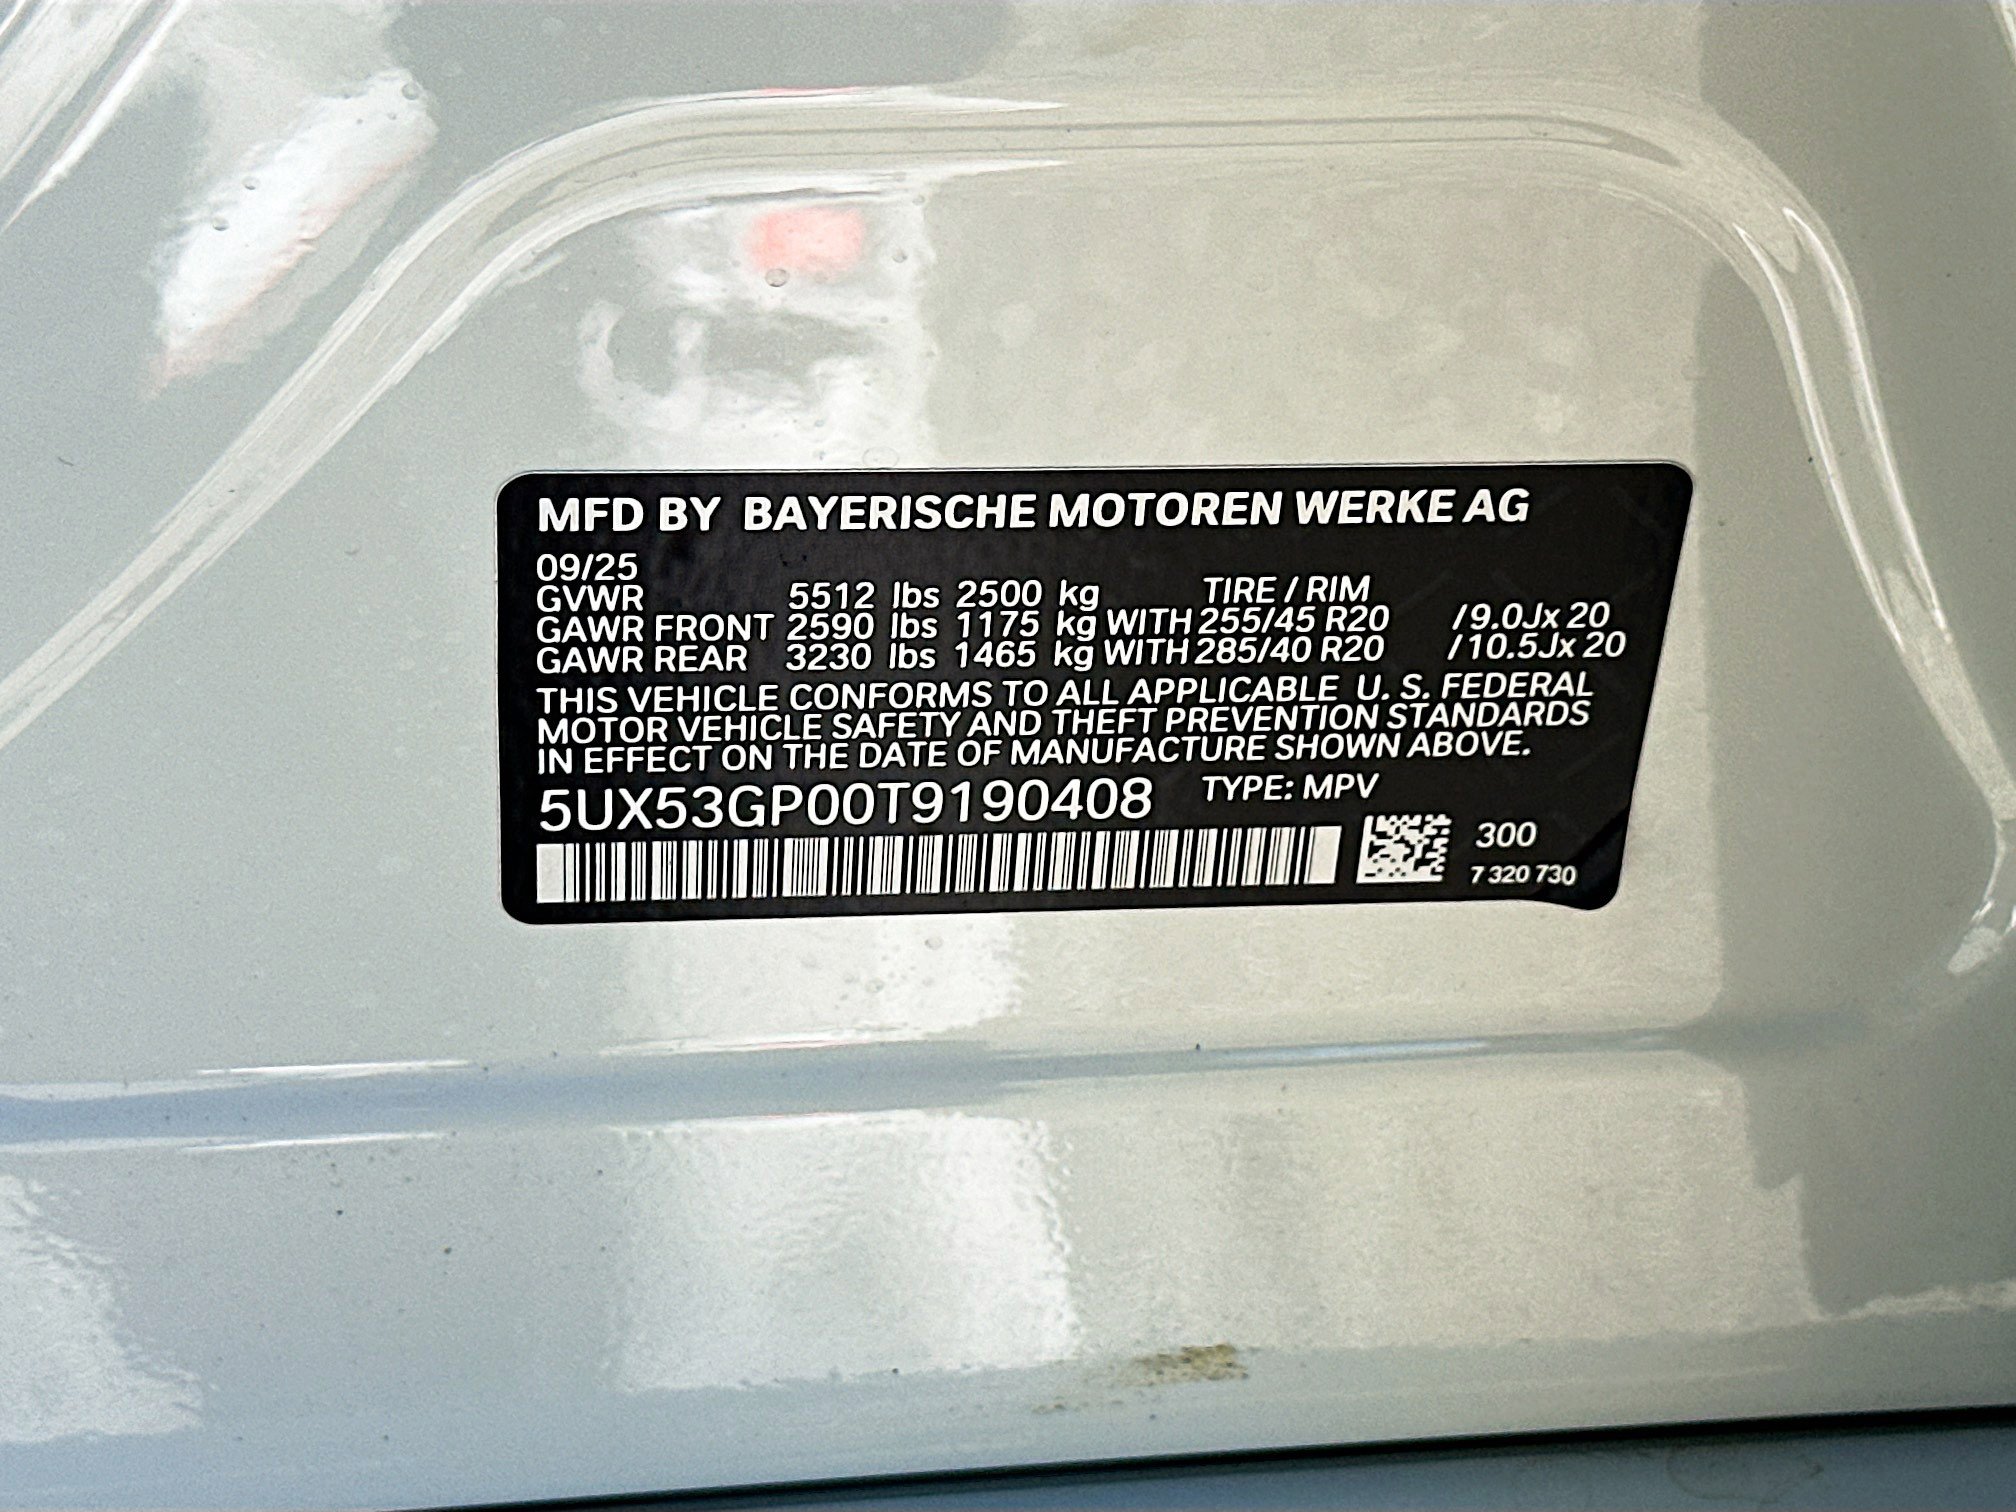 MFD BY BAYERISCHE MOTOREN WERKE AG
09/25
GVWR 5512 lbs 2500 kg TIRE / RIM
GAWR FRONT 2590 lbs 1175 kg WITH 255/45 R20 /9.0Jx 20
GAWR REAR 3230 lbs 1465 kg WITH 285/40 R20 /10.5Jx 20
THIS VEHICLE CONFORMS TO ALL APPLICABLE U. S. FEDERAL
MOTOR VEHICLE SAFETY AND THEFT PREVENTION STANDARDS
IN EFFECT ON THE DATE OF MANUFACTURE SHOWN ABOVE.
5UX53GP00T9190408 TYPE: MPV
300
7 320 730